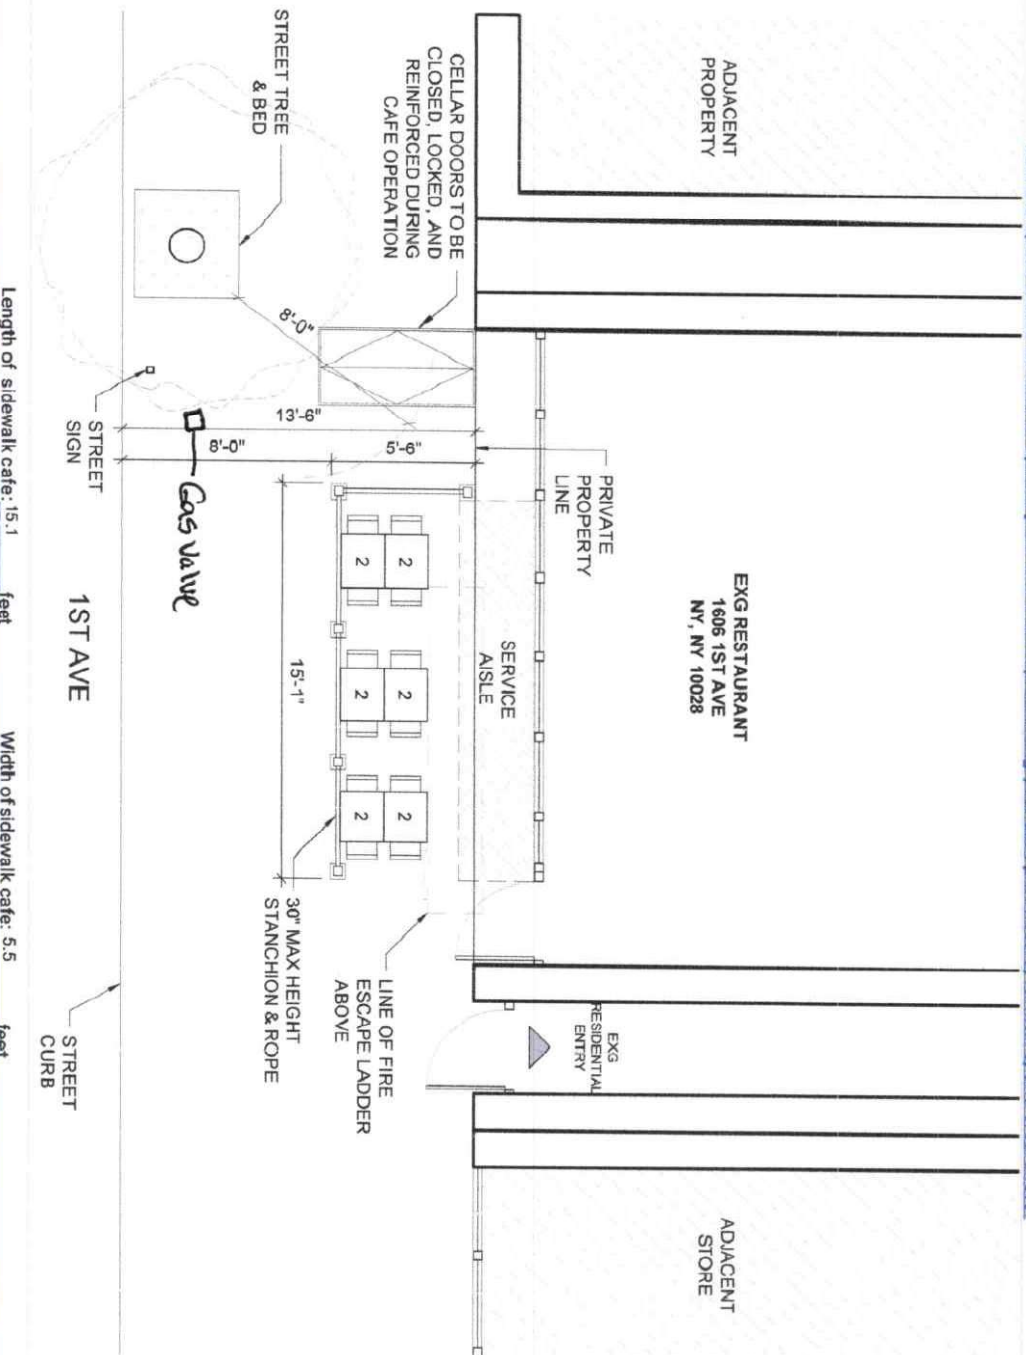 ADJACENT
PROPERTY
EXG RESTAURANT
1606 1ST AVE
NY, NY 10028
ADJACENT
STORE
EXG
RESIDENTIAL
ENTRY
PRIVATE
PROPERTY
LINE
SERVICE
AISLE
CELLAR DOORS TO BE
CLOSED, LOCKED, AND
REINFORCED DURING
CAFE OPERATION
5'-6"
2
2
2
2
2
2
LINE OF FIRE
ESCAPE LADDER
ABOVE
8'-0"
13'-6"
15'-1"
30" MAX HEIGHT
STANCHION & ROPE
STREET TREE
& BED
8'-0"
Gas Valve
STREET
SIGN
1ST AVE
STREET
CURB
Length of sidewalk cafe: 15.1 feet Width of sidewalk cafe: 5.5 feet